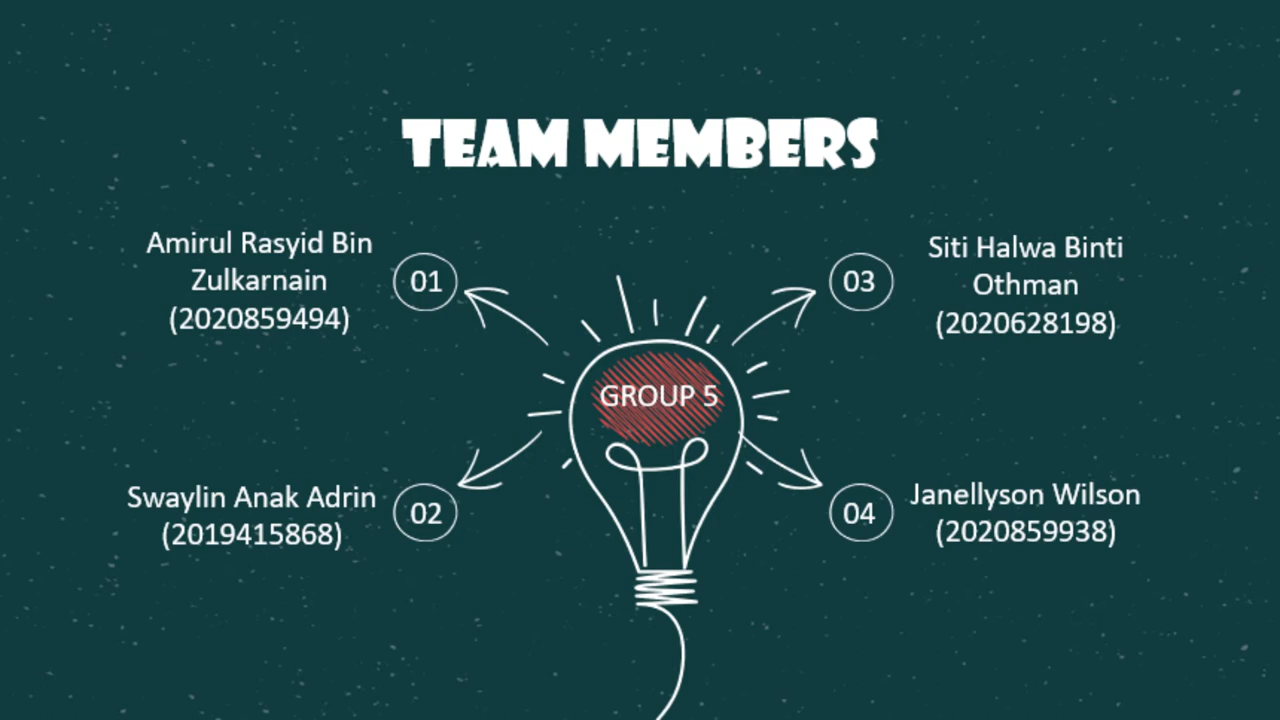 TEAM MEMBERS
Amirul Rasyid Bin
Zulkarnain
(2020859494)
01
Swaylin Anak Adrin
(2019415868)
02
GROUP 5
03
Siti Halwa Binti
Othman
(2020628198)
04
Janellyson Wilson
(2020859938)